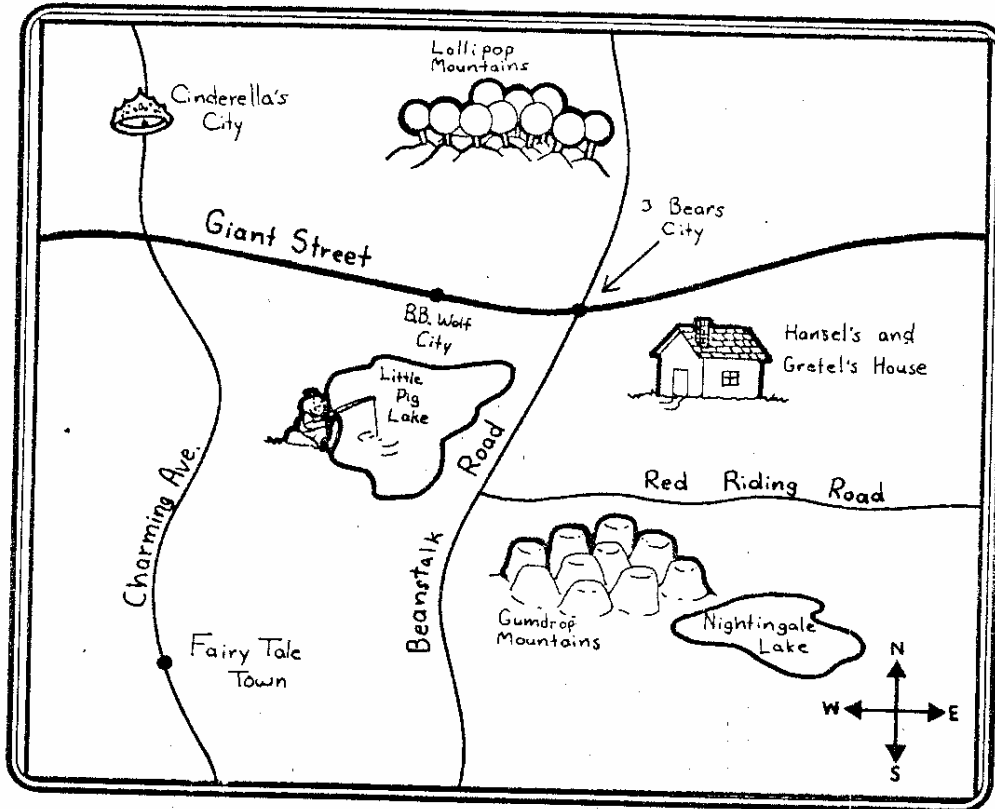 Lollipop
Mountains
Cinderella's
City
3 Bears
City
Giant Street
B.B. Wolf
City
Hansel's and
Gretel's House
Little
Pig
Lake
Road
Red Riding Road
Charming Ave.
Beanstalk
Gumdrop
Mountains
Nightingale
Lake
Fairy Tale
Town
N
W E
S